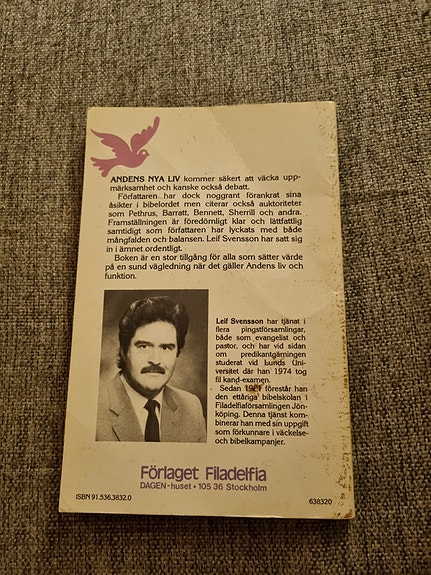 ANDENS NYA LIV kommer säkert att väcka upp-
märksamhet och kanske också debatt.
Författaren har dock noggrant förankrat sina
åsikter i bibelordet men citerar också auktoriteter
som Pethrus, Barratt, Bennett, Sherrill och andra.
Framställningen är föredömligt klar och lättfattlig
samtidigt som författaren har lyckats med både
mångfalden och balansen. Leif Svensson har satt sig
in i ämnet ordentligt.
Boken är en stor tillgång för alla som sätter värde
på en sund vägledning när det gäller Andens liv och
funktion.
Leif Svensson har tjänat i
flera pingstförsamlingar,
både som evangelist och
pastor, och har vid sidan
om predikantgärningen
studerat vid Lunds Uni-
versitet där han 1974 tog
fil kand-examen.
Sedan förestår han
den ettåriga bibelskolan i
Filadelfiaförsamlingen Jön-
köping. Denna tjänst kom-
binerar han med sin uppgift
som förkunnare i väckelse-
och bibelkampanjer.
Förlaget Filadelfia
DAGEN-huset • 105 36 Stockholm
ISBN 91.536.3832.0
638320